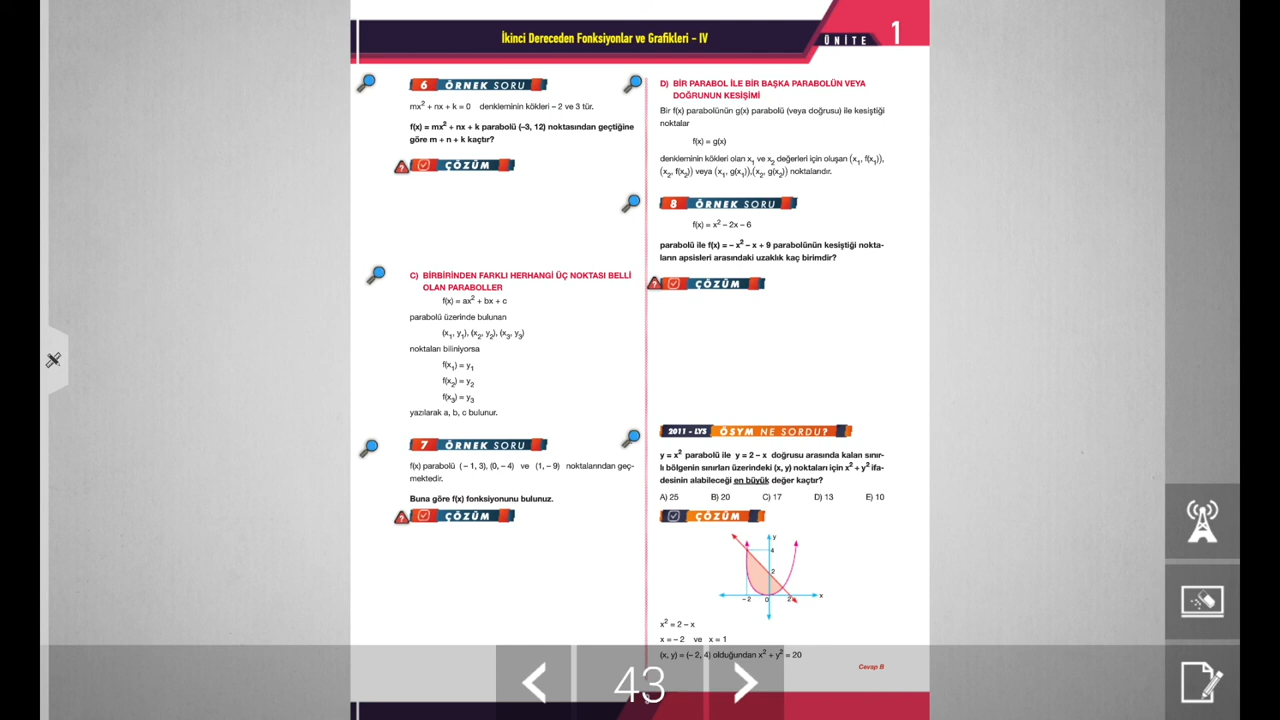 İkinci Dereceden Fonksiyonlar ve Grafikleri - IV
ÜNİTE 1
6 ÖRNEK SORU
mx² + nx + k = 0 denkleminin kökleri – 2 ve 3 tür.
f(x) = mx² + nx + k parabolü (–3, 12) noktasından geçtiğine
göre m + n + k kaçtır?
ÇÖZÜM
C) BİRBİRİNDEN FARKLI HERHANGİ ÜÇ NOKTASI BELLİ
OLAN PARABOLLER
f(x) = ax² + bx + c
parabolü üzerinde bulunan
(x₁, y₁), (x₂, y₂), (x₃, y₃)
noktaları biliniyorsa
f(x₁) = y₁
f(x₂) = y₂
f(x₃) = y₃
yazılarak a, b, c bulunur.
7 ÖRNEK SORU
f(x) parabolü ( – 1, 3), (0, – 4) ve (1, – 9) noktalarından geç-
mektedir.
Buna göre f(x) fonksiyonunu bulunuz.
ÇÖZÜM
D) BİR PARABOL İLE BİR BAŞKA PARABOLÜN VEYA
DOĞRUNUN KESİŞİMİ
Bir f(x) parabolünün g(x) parabolü (veya doğrusu) ile kesiştiği
noktalar
f(x) = g(x)
denkleminin kökleri olan x₁ ve x₂ değerleri için oluşan (x₁, f(x₁)),
(x₂, f(x₂)) veya (x₁, g(x₁)),(x₂, g(x₂)) noktalarıdır.
8 ÖRNEK SORU
f(x) = x² – 2x – 6
parabolü ile f(x) = – x² – x + 9 parabolünün kesiştiği nokta-
ların apsisleri arasındaki uzaklık kaç birimdir?
ÇÖZÜM
2011 - LYS ÖSYM NE SORDU?
y = x² parabolü ile y = 2 – x doğrusu arasında kalan sınır-
lı bölgenin sınırları üzerindeki (x, y) noktaları için x² + y² ifa-
desinin alabileceği en büyük değer kaçtır?
A) 25 B) 20 C) 17 D) 13 E) 10
ÇÖZÜM
y
4
2
– 2 0 2 x
x² = 2 – x
x = – 2 ve x = 1
(x, y) = (– 2, 4) olduğundan x² + y² = 20
Cevap B
43